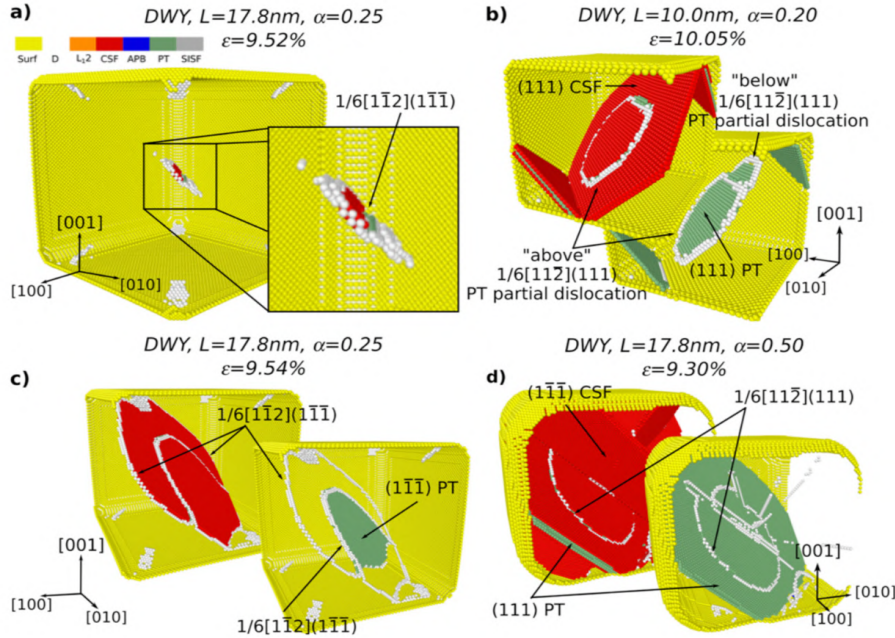 a)
DWY, L=17.8nm, α=0.25
ε=9.52%
Surf D L₁2 CSF APB PT SISF
1/6[11̅2](11̅1̅)
[001]
[100]
[010]
b)
DWY, L=10.0nm, α=0.20
ε=10.05%
(111) CSF
"below"
1/6[112̅](111)
PT partial dislocation
"above"
1/6[112̅](111)
PT partial dislocation
(111) PT
[001]
[100]
[010]
c)
DWY, L=17.8nm, α=0.25
ε=9.54%
1/6[11̅2](11̅1̅)
(11̅1̅) PT
1/6[11̅2](11̅1̅)
[001]
[100]
[010]
d)
DWY, L=17.8nm, α=0.50
ε=9.30%
(11̅1̅) CSF
1/6[112̅](111)
(111) PT
[001]
[010]
[100]